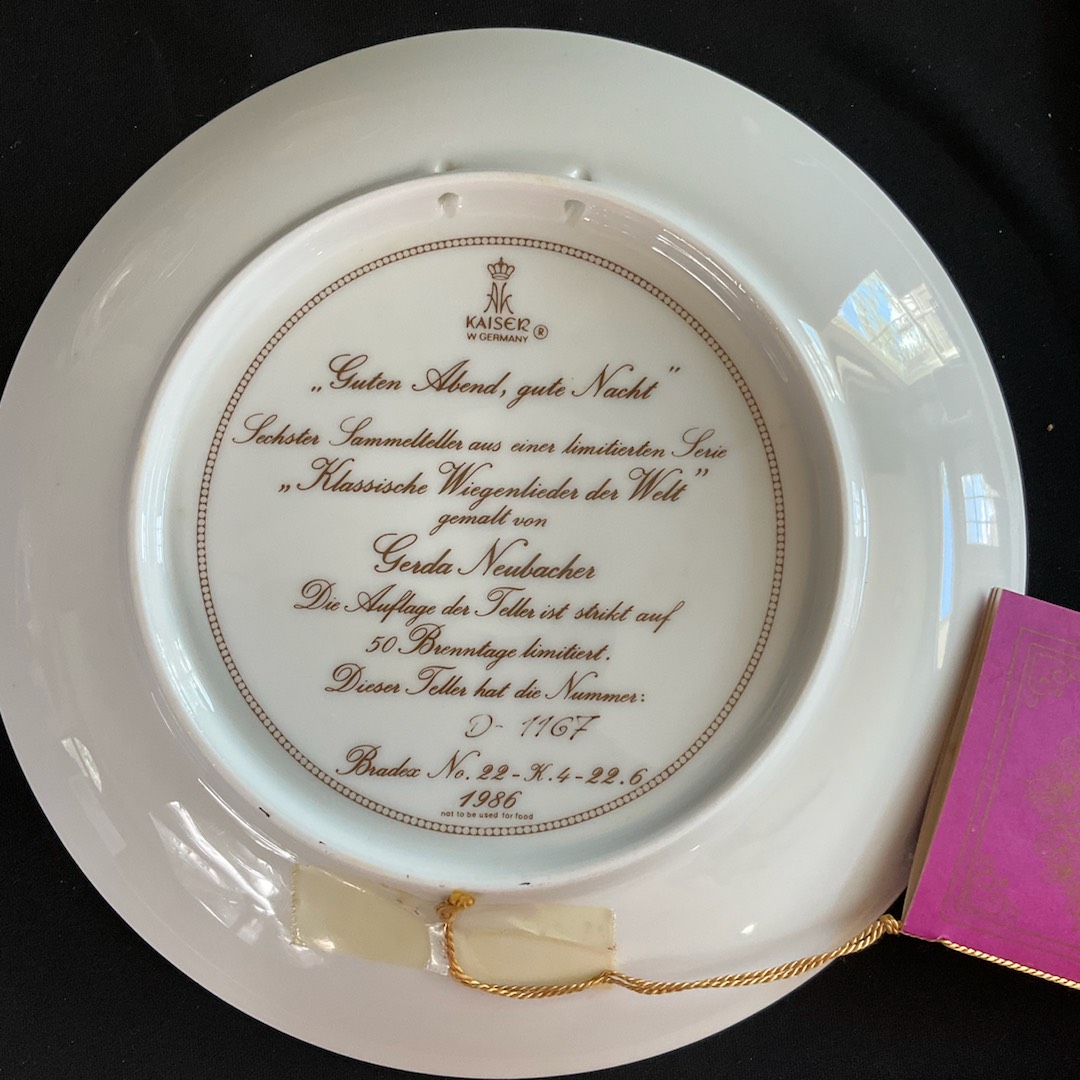 AK
KAISER ®
W GERMANY
„Guten Abend, gute Nacht”
Sechster Sammelteller aus einer limitierten Serie
„Klassische Wiegenlieder der Welt”
gemalt von
Gerda Neubacher
Die Auflage der Teller ist strikt auf
50 Brenntage limitiert.
Dieser Teller hat die Nummer:
D- 1167
Bradex No. 22-K.4-22.6
1986
not to be used for food